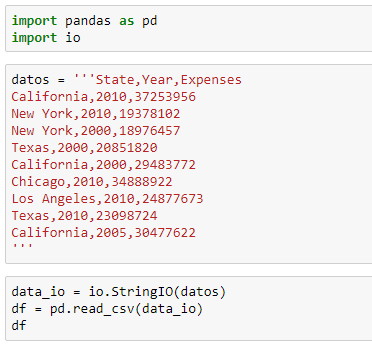 import pandas as pd
import io
datos = '''State,Year,Expenses
California,2010,37253956
New York,2010,19378102
New York,2000,18976457
Texas,2000,20851820
California,2000,29483772
Chicago,2010,34888922
Los Angeles,2010,24877673
Texas,2010,23098724
California,2005,30477622
'''
data_io = io.StringIO(datos)
df = pd.read_csv(data_io)
df